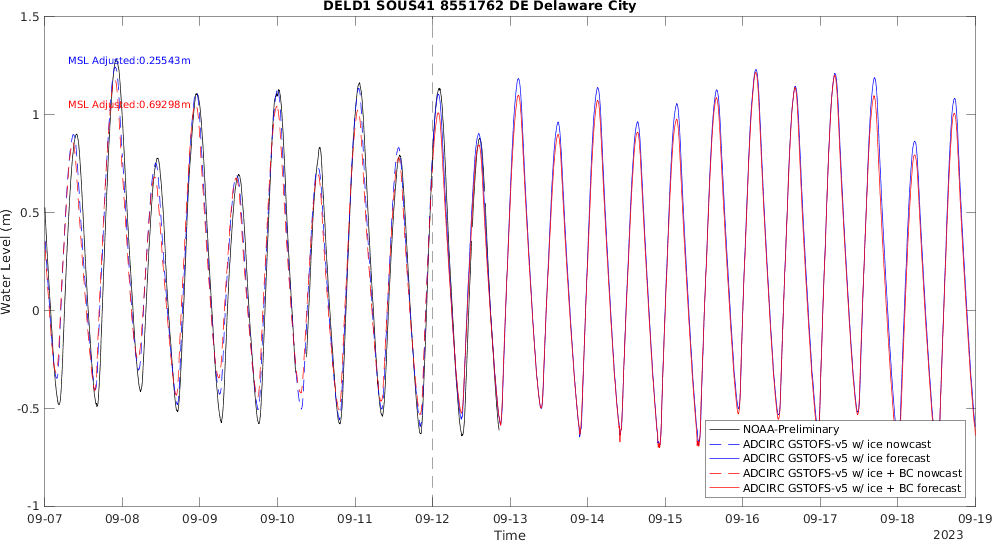 DELD1 SOUS41 8551762 DE Delaware City
1.5
1
0.5
0
-0.5
-1
Water Level (m)
MSL Adjusted:0.25543m
MSL Adjusted:0.69298m
NOAA-Preliminary
ADCIRC GSTOFS-v5 w/ ice nowcast
ADCIRC GSTOFS-v5 w/ ice forecast
ADCIRC GSTOFS-v5 w/ ice + BC nowcast
ADCIRC GSTOFS-v5 w/ ice + BC forecast
09-07 09-08 09-09 09-10 09-11 09-12 09-13 09-14 09-15 09-16 09-17 09-18 09-19
Time
2023